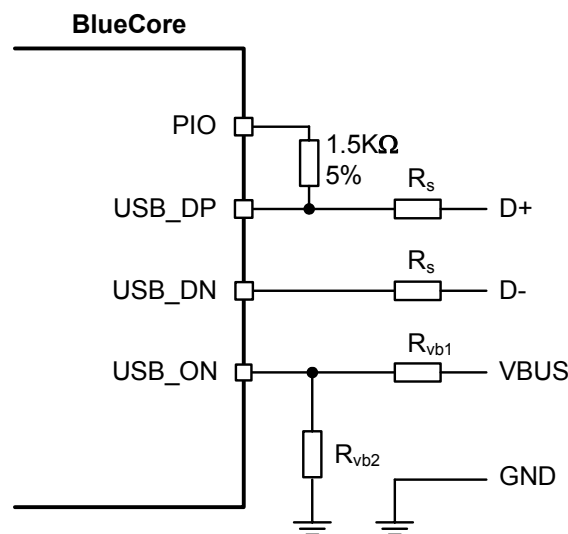 BlueCore
PIO
1.5KΩ
5%
Rs
USB_DP
D+
Rs
USB_DN
D-
Rvb1
USB_ON
VBUS
Rvb2
GND